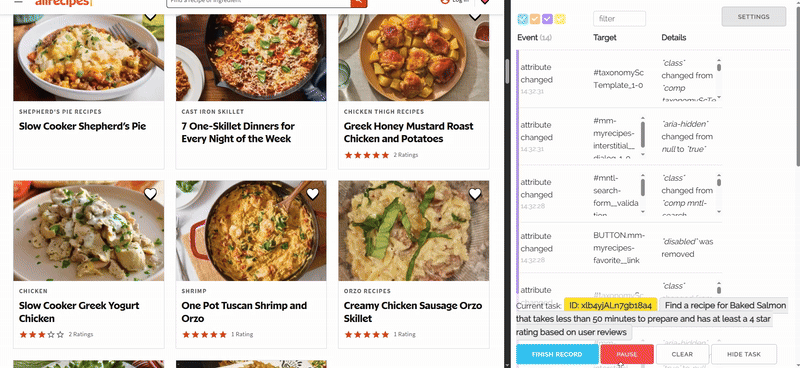 allrecipes
Find a recipe or ingredient
Log In
SHEPHERD'S PIE RECIPES
Slow Cooker Shepherd's Pie
CAST IRON SKILLET
7 One-Skillet Dinners for
Every Night of the Week
CHICKEN THIGH RECIPES
Greek Honey Mustard Roast
Chicken and Potatoes
2 Ratings
CHICKEN
Slow Cooker Greek Yogurt
Chicken
2 Ratings
SHRIMP
One Pot Tuscan Shrimp and
Orzo
1 Rating
ORZO RECIPES
Creamy Chicken Sausage Orzo
Skillet
1 Rating
filter
SETTINGS
Event (14)
Target
Details
attribute
changed
14:32:31
#taxonomySc
Template_1-0
"class"
changed from
"comp
taxonomyScTe
attribute
changed
14:32:31
#mm-
myrecipes-
interstitial__
dialog_1-0
"aria-hidden"
changed from
null to "true"
attribute
changed
14:32:28
#mntl-
search-
form__valida
tion
"class"
changed from
"comp mntl-
search
attribute
changed
14:32:28
BUTTON.mm-
myrecipes-
favorite__link
"disabled" was
removed
attribute
#taxonomySc
"class"
Current task: ID: xlb4yjALn7gb18a4 Find a recipe for Baked Salmon
that takes less than 50 minutes to prepare and has at least a 4 star
rating based on user reviews
FINISH RECORD
PAUSE
CLEAR
HIDE TASK